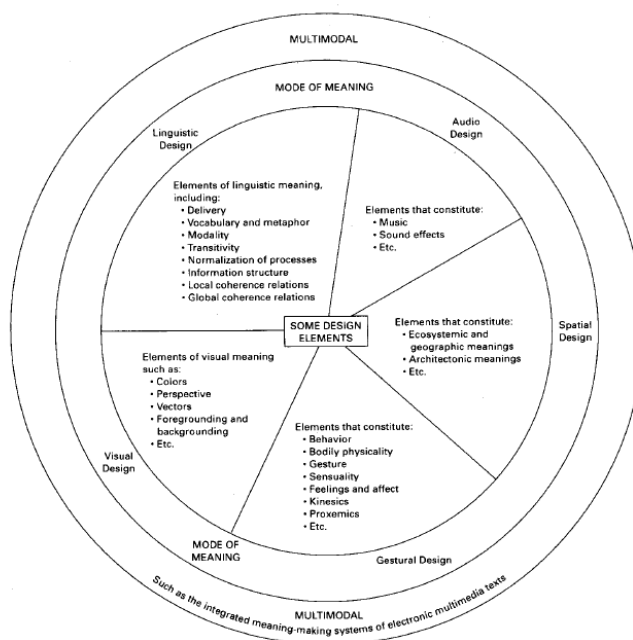 MULTIMODAL
MODE OF MEANING
Linguistic
Design
Audio
Design
Elements of linguistic meaning,
including:
• Delivery
• Vocabulary and metaphor
• Modality
• Transitivity
• Normalization of processes
• Information structure
• Local coherence relations
• Global coherence relations
Elements that constitute:
• Music
• Sound effects
• Etc.
SOME DESIGN
ELEMENTS
Elements that constitute:
• Ecosystemic and
geographic meanings
• Architectonic meanings
• Etc.
Spatial
Design
Elements of visual meaning
such as:
• Colors
• Perspective
• Vectors
• Foregrounding and
backgrounding
• Etc.
Elements that constitute:
• Behavior
• Bodily physicality
• Gesture
• Sensuality
• Feelings and affect
• Kinesics
• Proxemics
• Etc.
Visual
Design
MODE OF
MEANING
Gestural Design
MULTIMODAL
Such as the integrated meaning-making systems of electronic multimedia texts